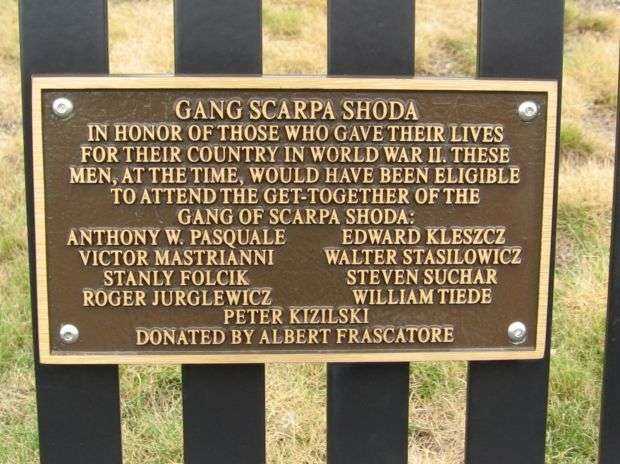 GANG SCARPA SHODA
IN HONOR OF THOSE WHO GAVE THEIR LIVES
FOR THEIR COUNTRY IN WORLD WAR II. THESE
MEN, AT THE TIME, WOULD HAVE BEEN ELIGIBLE
TO ATTEND THE GET-TOGETHER OF THE
GANG OF SCARPA SHODA:
ANTHONY W. PASQUALE EDWARD KLESZCZ
VICTOR MASTRIANNI WALTER STASILOWICZ
STANLY FOLCIK STEVEN SUCHAR
ROGER JURGLEWICZ WILLIAM TIEDE
PETER KIZILSKI
DONATED BY ALBERT FRASCATORE